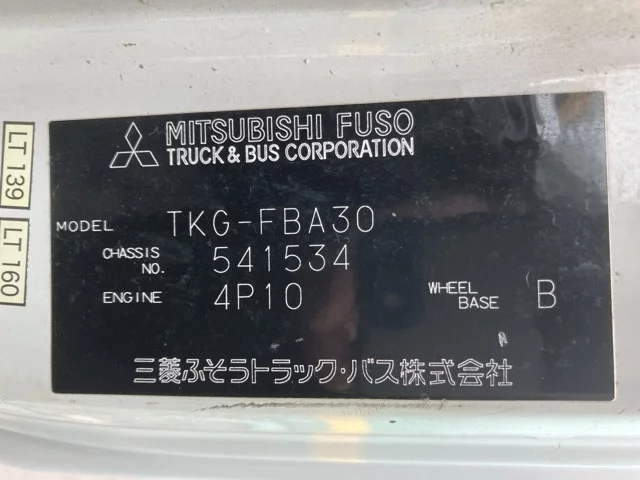 MITSUBISHI FUSO
TRUCK & BUS CORPORATION
MODEL TKG-FBA30
CHASSIS NO. 541534
ENGINE 4P10 WHEEL BASE B
三菱ふそうトラック・バス株式会社
LT 139
LT 160